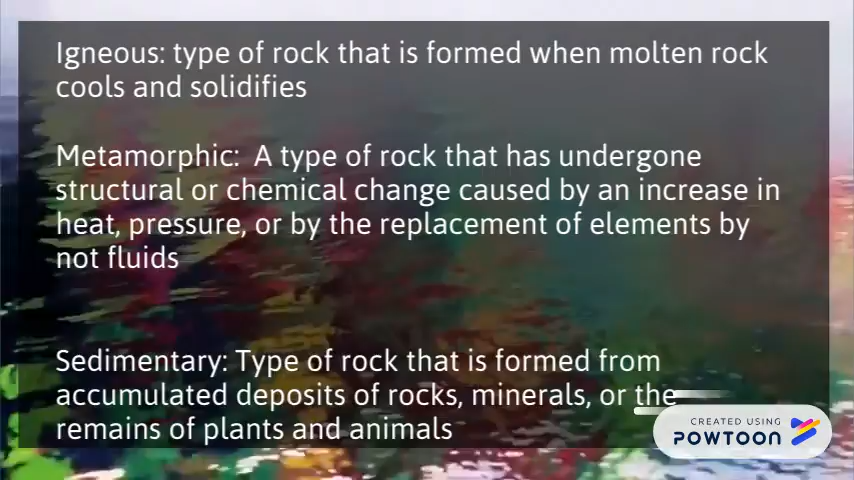 Igneous: type of rock that is formed when molten rock
cools and solidifies
Metamorphic: A type of rock that has undergone
structural or chemical change caused by an increase in
heat, pressure, or by the replacement of elements by
not fluids
Sedimentary: Type of rock that is formed from
accumulated deposits of rocks, minerals, or the
remains of plants and animals
CREATED USING
POWTOON